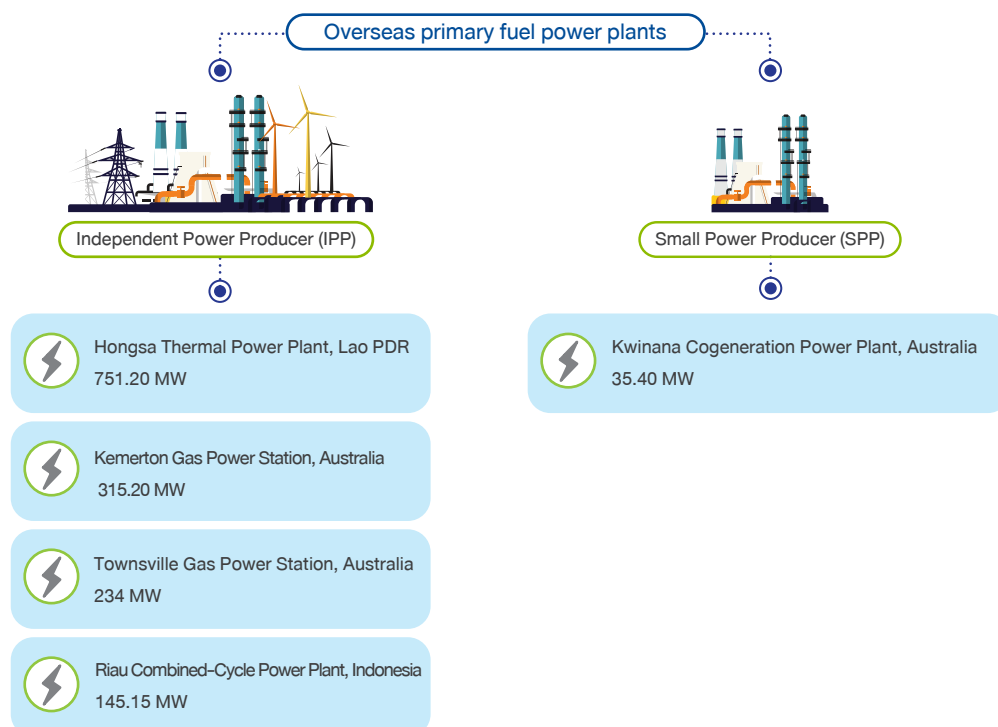 Overseas primary fuel power plants
Independent Power Producer (IPP)
Hongsa Thermal Power Plant, Lao PDR
751.20 MW
Kemerton Gas Power Station, Australia
315.20 MW
Townsville Gas Power Station, Australia
234 MW
Riau Combined-Cycle Power Plant, Indonesia
145.15 MW
Small Power Producer (SPP)
Kwinana Cogeneration Power Plant, Australia
35.40 MW